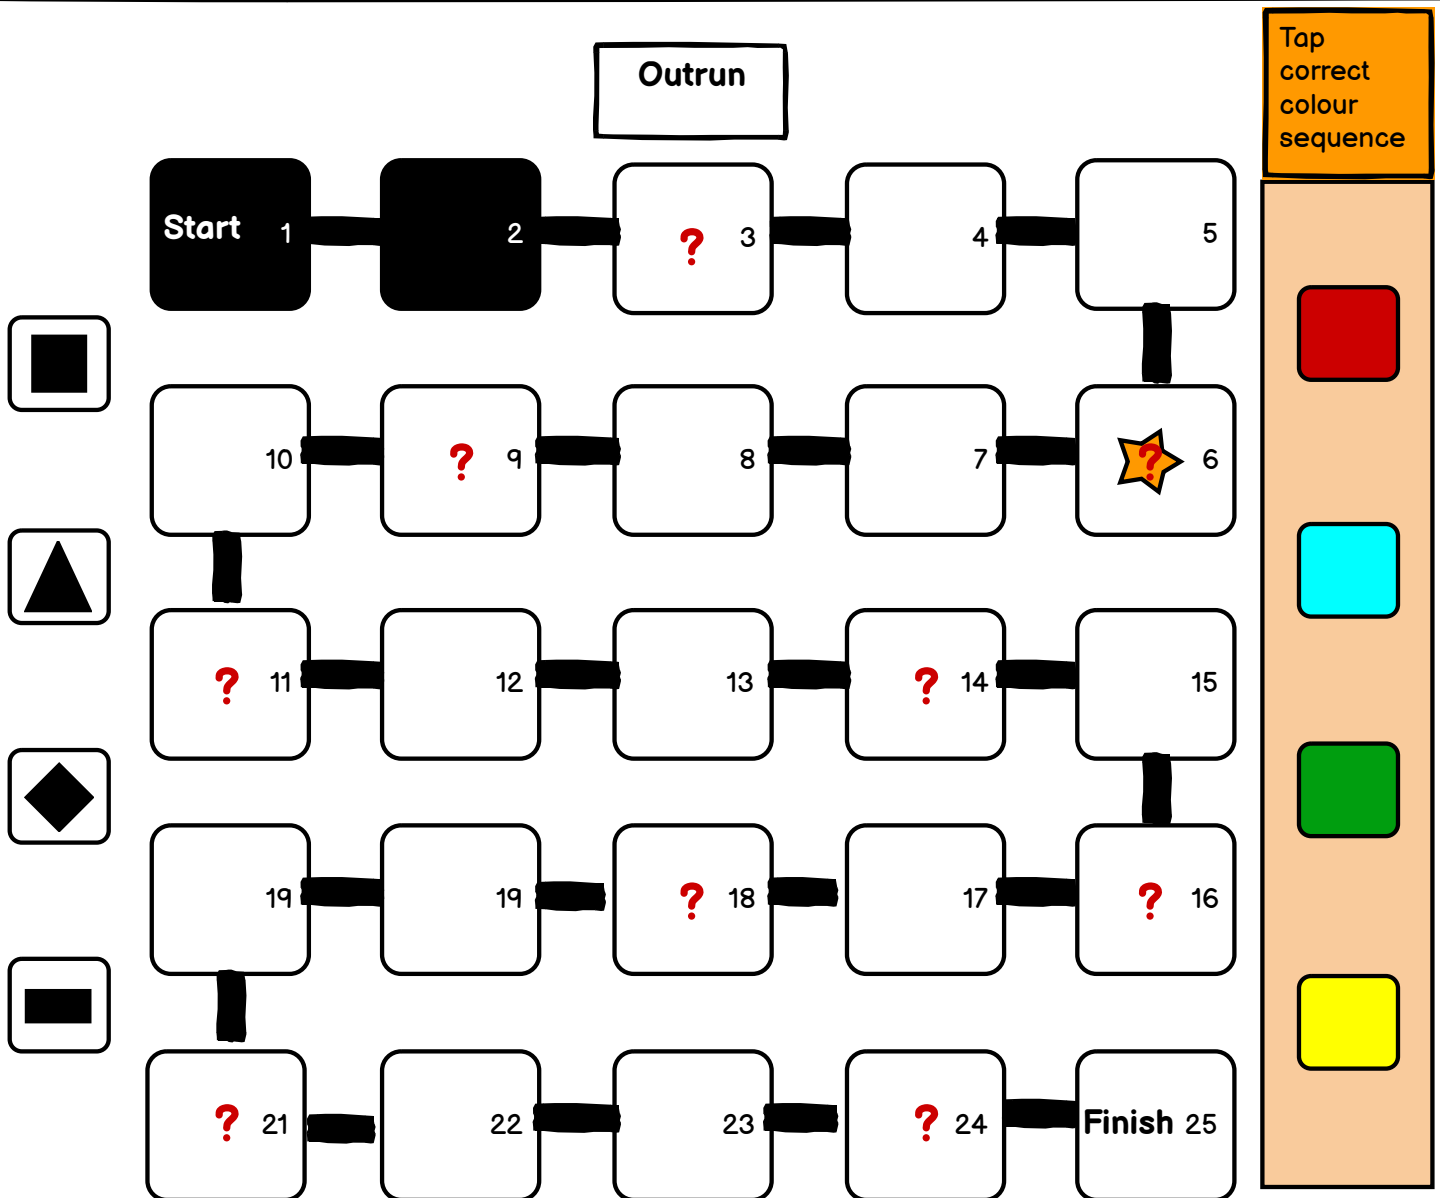 Outrun
Tap
correct
colour
sequence
Start 1 2 ? 3 4 5
10 ? 9 8 7 ? 6
? 11 12 13 ? 14 15
19 19 ? 18 17 ? 16
? 21 22 23 ? 24 Finish 25